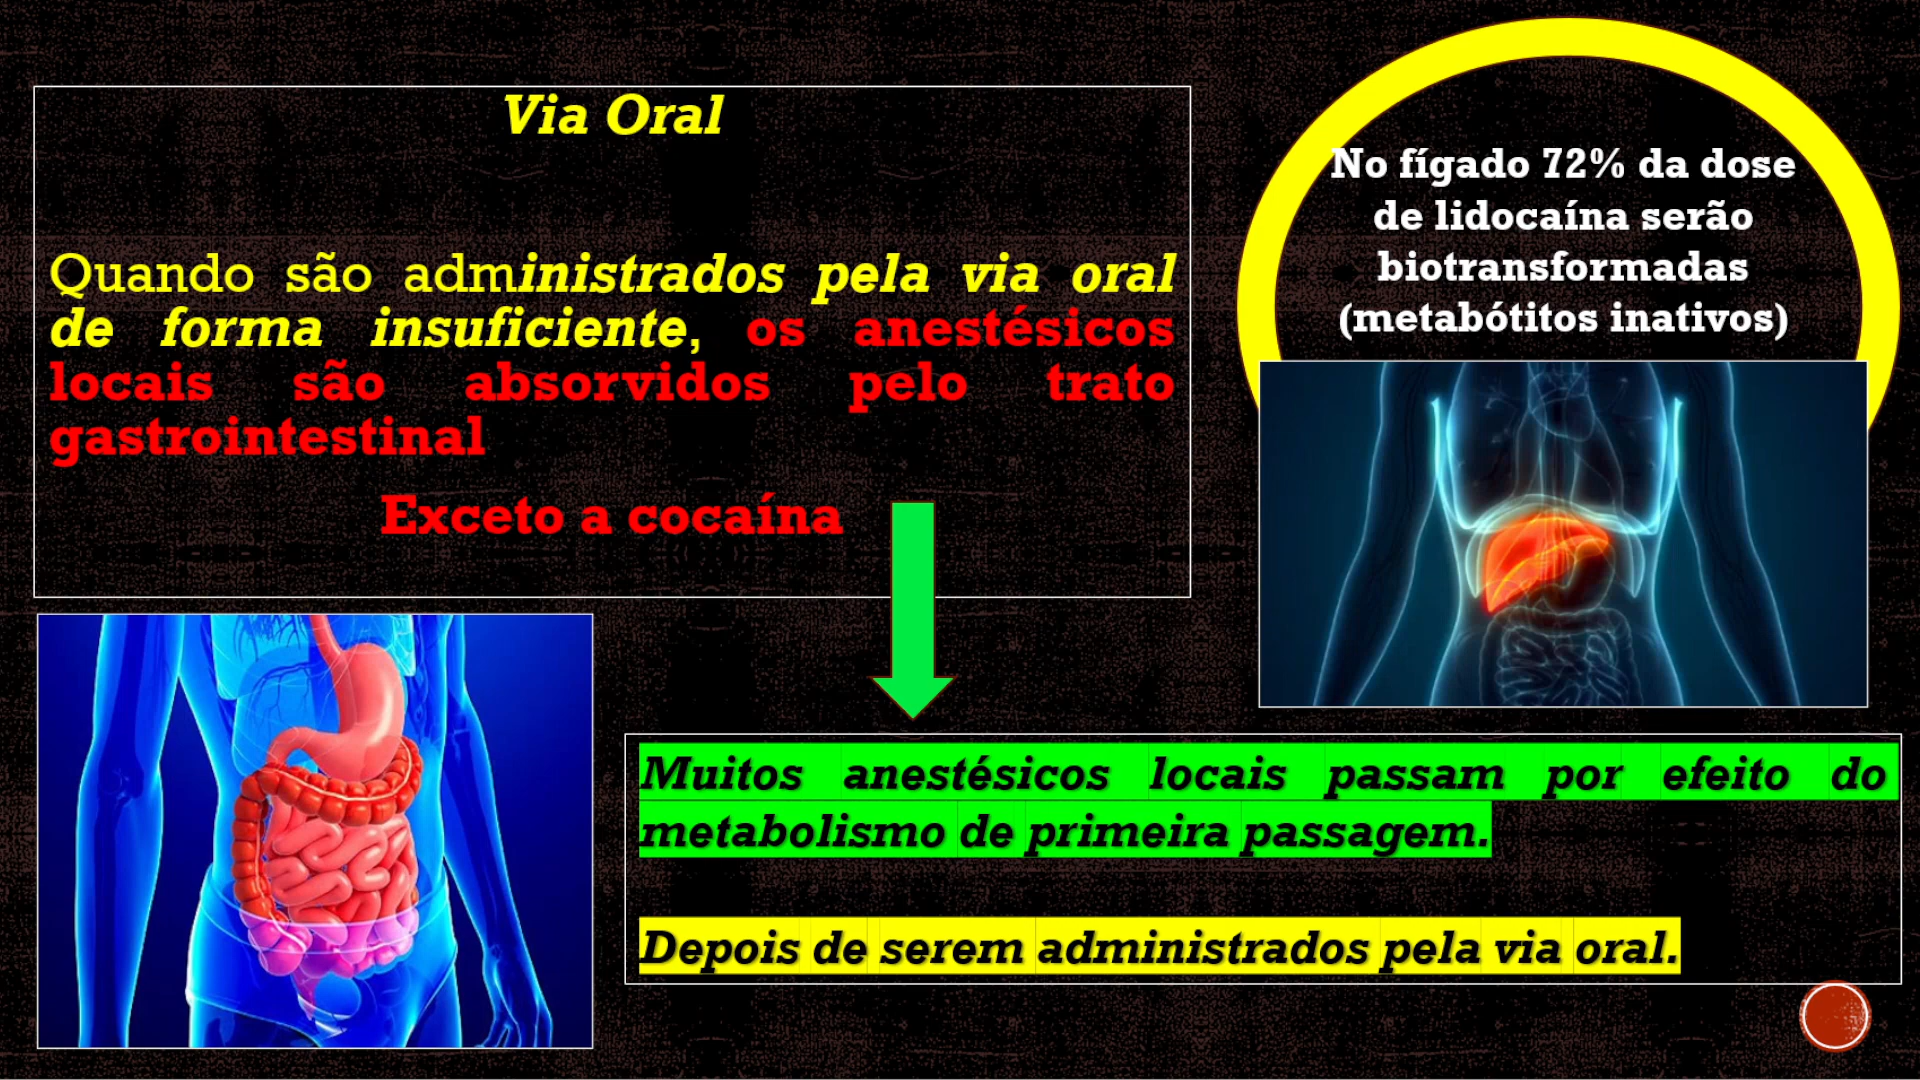 Via Oral
Quando são administrados pela via oral
de forma insuficiente, os anestésicos
locais são absorvidos pelo trato
gastrointestinal
Exceto a cocaína
No fígado 72% da dose
de lidocaína serão
biotransformadas
(metabótitos inativos)
Muitos anestésicos locais passam por efeito do
metabolismo de primeira passagem.
Depois de serem administrados pela via oral.